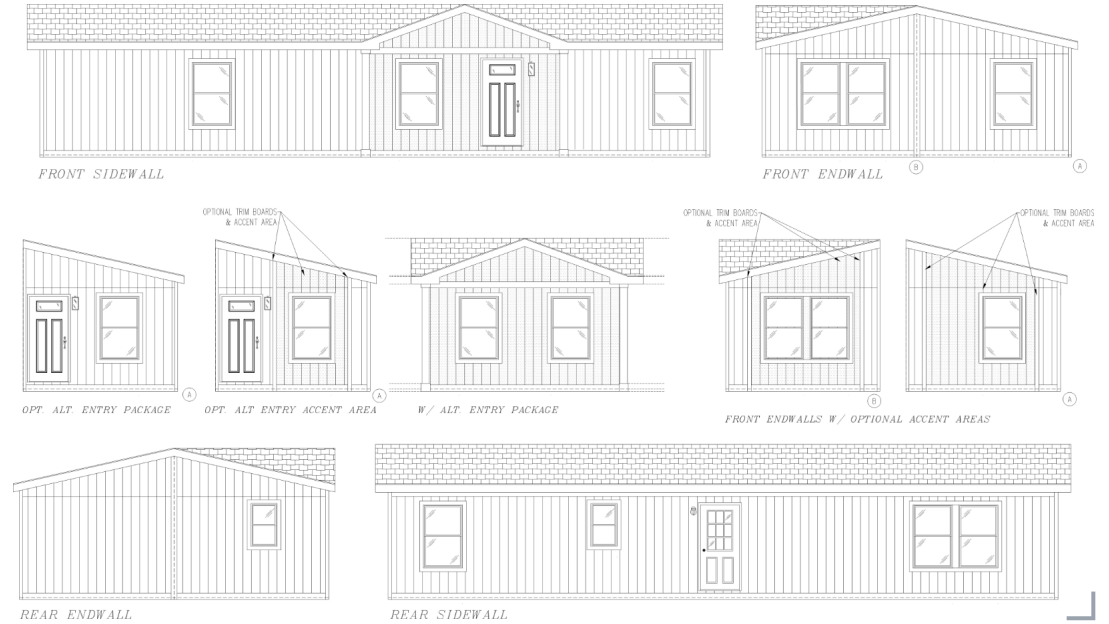 FRONT SIDEWALL
FRONT ENDWALL
B
A
OPTIONAL TRIM BOARDS
& ACCENT AREA
OPTIONAL TRIM BOARDS
& ACCENT AREA
OPTIONAL TRIM BOARDS
& ACCENT AREA
A
A
B
A
OPT. ALT. ENTRY PACKAGE
OPT. ALT ENTRY ACCENT AREA
W/ ALT. ENTRY PACKAGE
FRONT ENDWALLS W/ OPTIONAL ACCENT AREAS
REAR ENDWALL
REAR SIDEWALL